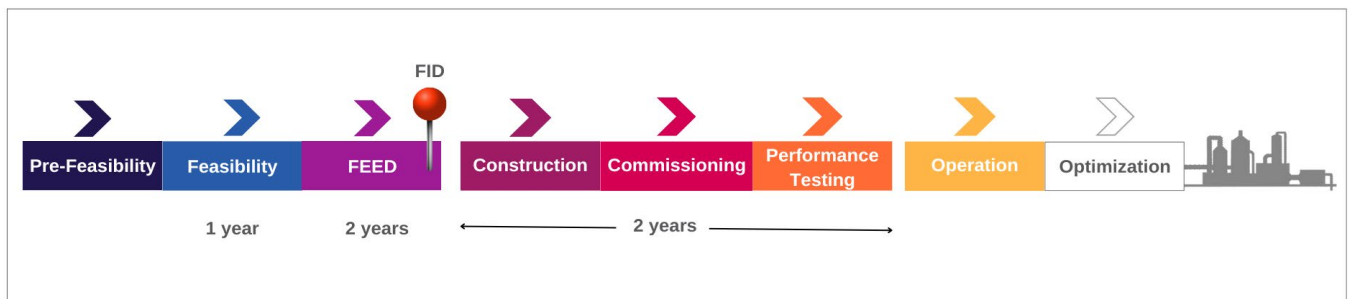 FID
Pre-Feasibility
Feasibility
FEED
Construction
Commissioning
Performance
Testing
Operation
Optimization
1 year
2 years
2 years